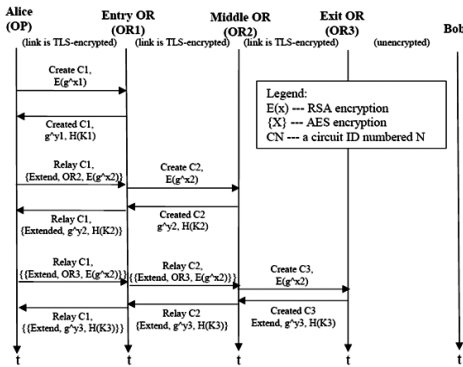 Alice
(OP)
Entry OR
(OR1)
Middle OR
(OR2)
Exit OR
(OR3)
Bob
(link is TLS-encrypted)
(link is TLS-encrypted)
(link is TLS-encrypted)
(unencrypted)
Create C1,
E(g^x1)
Legend:
E(x) --- RSA encryption
{X} --- AES encryption
CN --- a circuit ID numbered N
Created C1,
g^y1, H(K1)
Relay C1,
{Extend, OR2, E(g^x2)}
Create C2,
E(g^x2)
Relay C1,
{Extended, g^y2, H(K2)}
Created C2
g^y2, H(K2)
Relay C1,
{{Extend, OR3, E(g^x2)}}
Relay C2,
{{Extend, OR3, E(g^x2)}}
Create C3,
E(g^x2)
Relay C1,
{{Extend, g^y3, H(K3)}}
Relay C2
{Extend, g^y3, H(K3)}
Created C3
Extend, g^y3, H(K3)
t
t
t
t
t